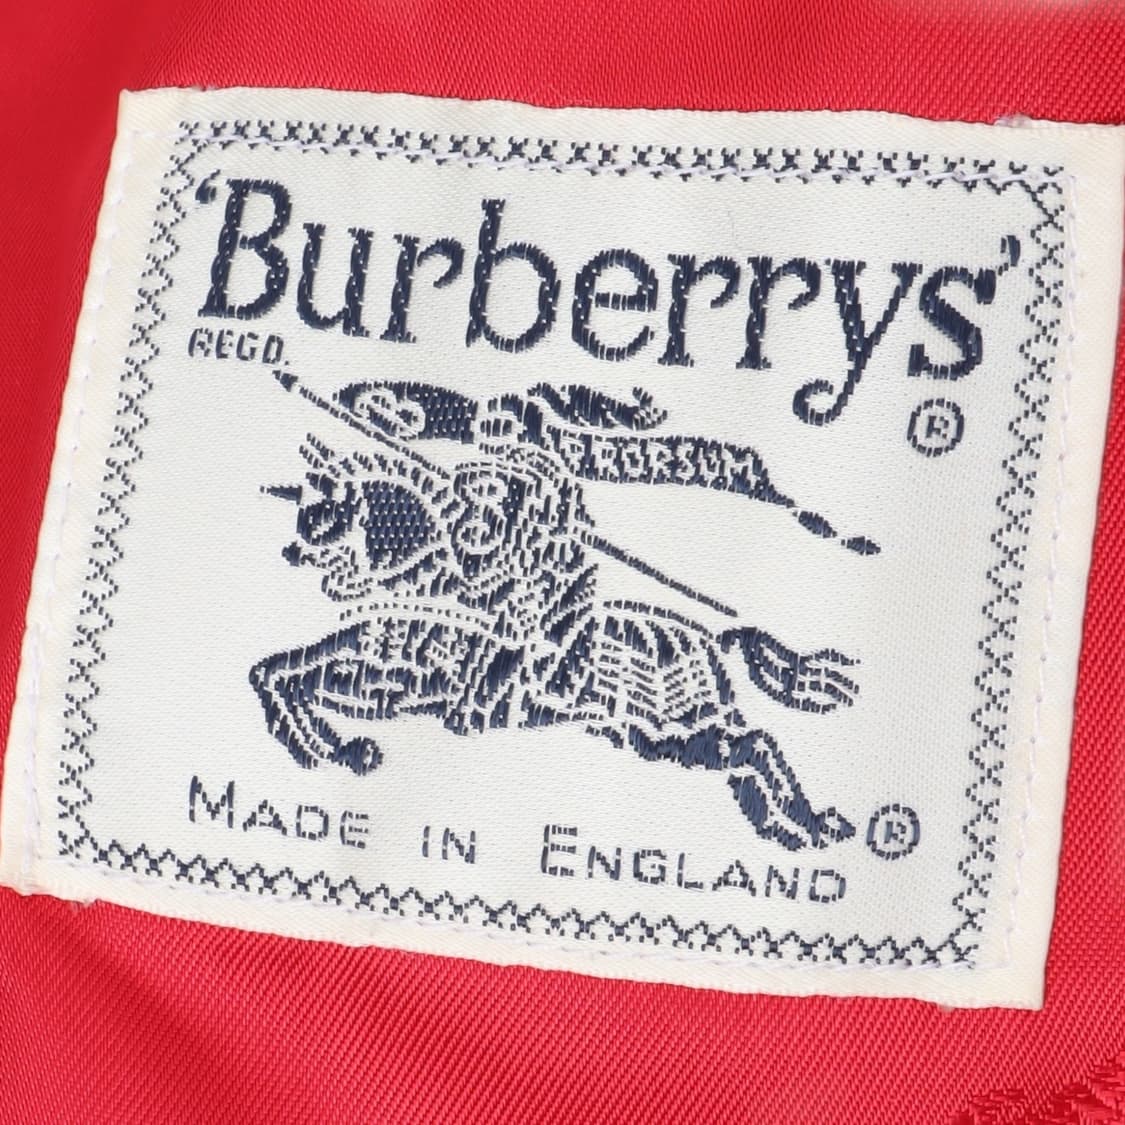 ‘Burberrys’
REGD.
®
PRORSUM
MADE IN ENGLAND ®